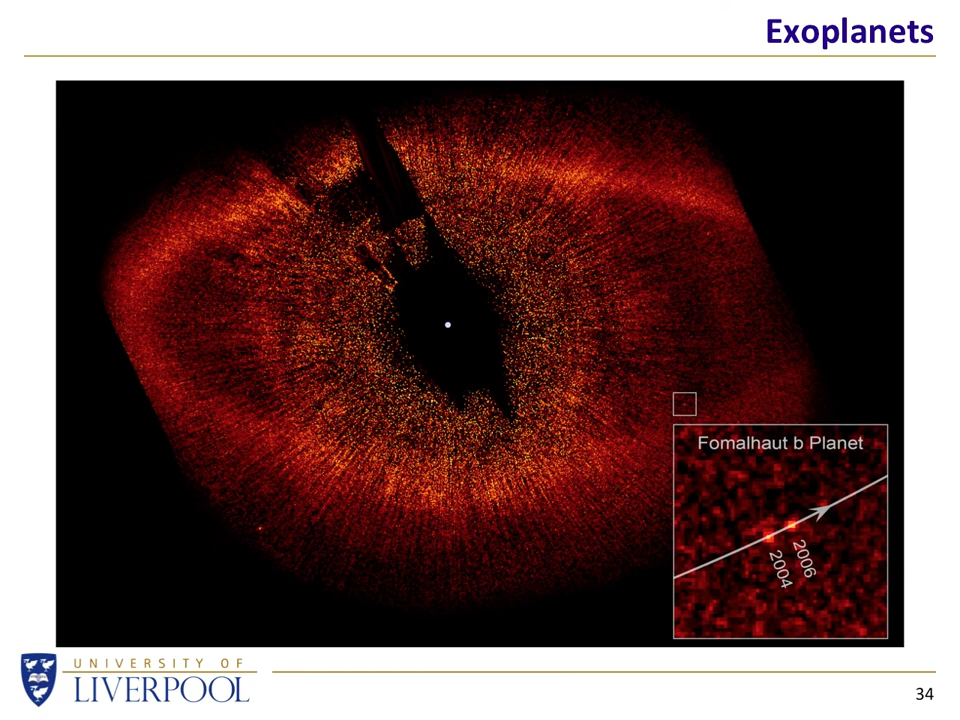 Exoplanets
Fomalhaut b Planet
2006
2004
UNIVERSITY OF
LIVERPOOL
34